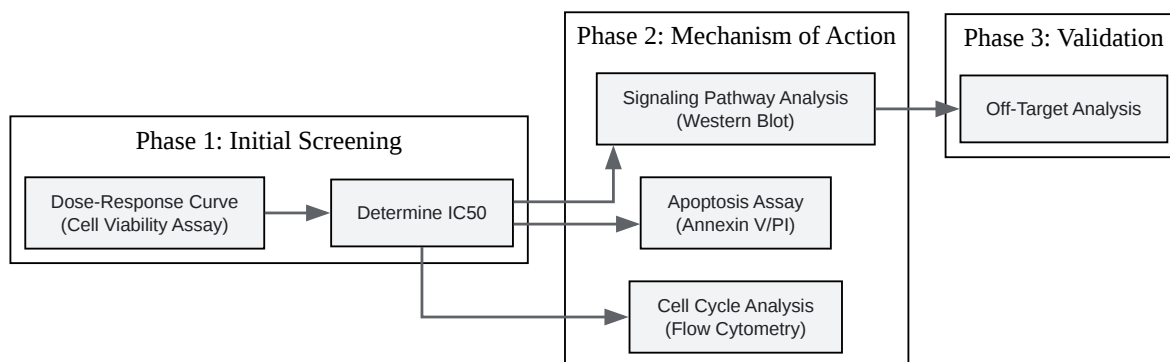 Phase 1: Initial Screening
Dose-Response Curve
(Cell Viability Assay)
Determine IC50
Phase 2: Mechanism of Action
Signaling Pathway Analysis
(Western Blot)
Apoptosis Assay
(Annexin V/PI)
Cell Cycle Analysis
(Flow Cytometry)
Phase 3: Validation
Off-Target Analysis